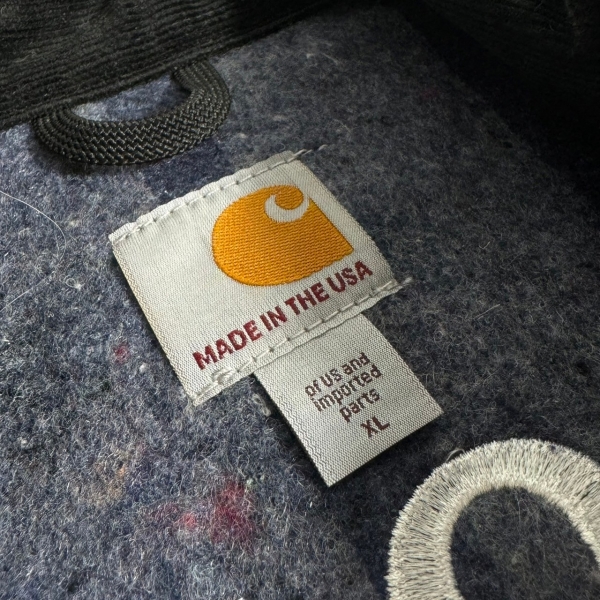 MADE IN THE USA
of US and
imported
parts
XL